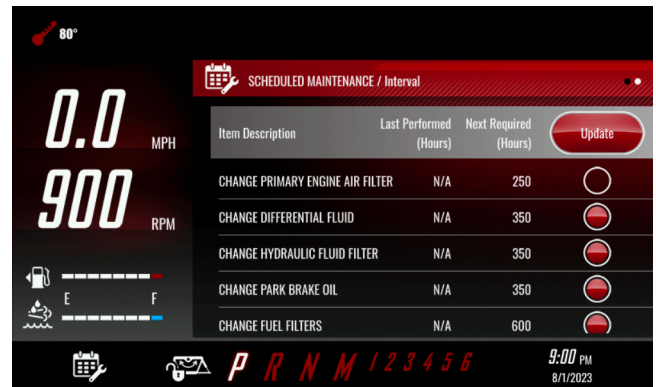 80°
SCHEDULED MAINTENANCE / Interval
0.0 MPH
900 RPM
E F
Item Description Last Performed (Hours) Next Required (Hours) Update
CHANGE PRIMARY ENGINE AIR FILTER N/A 250
CHANGE DIFFERENTIAL FLUID N/A 350
CHANGE HYDRAULIC FLUID FILTER N/A 350
CHANGE PARK BRAKE OIL N/A 350
CHANGE FUEL FILTERS N/A 600
P R N M 1 2 3 4 5 6
9:00 PM
8/1/2023